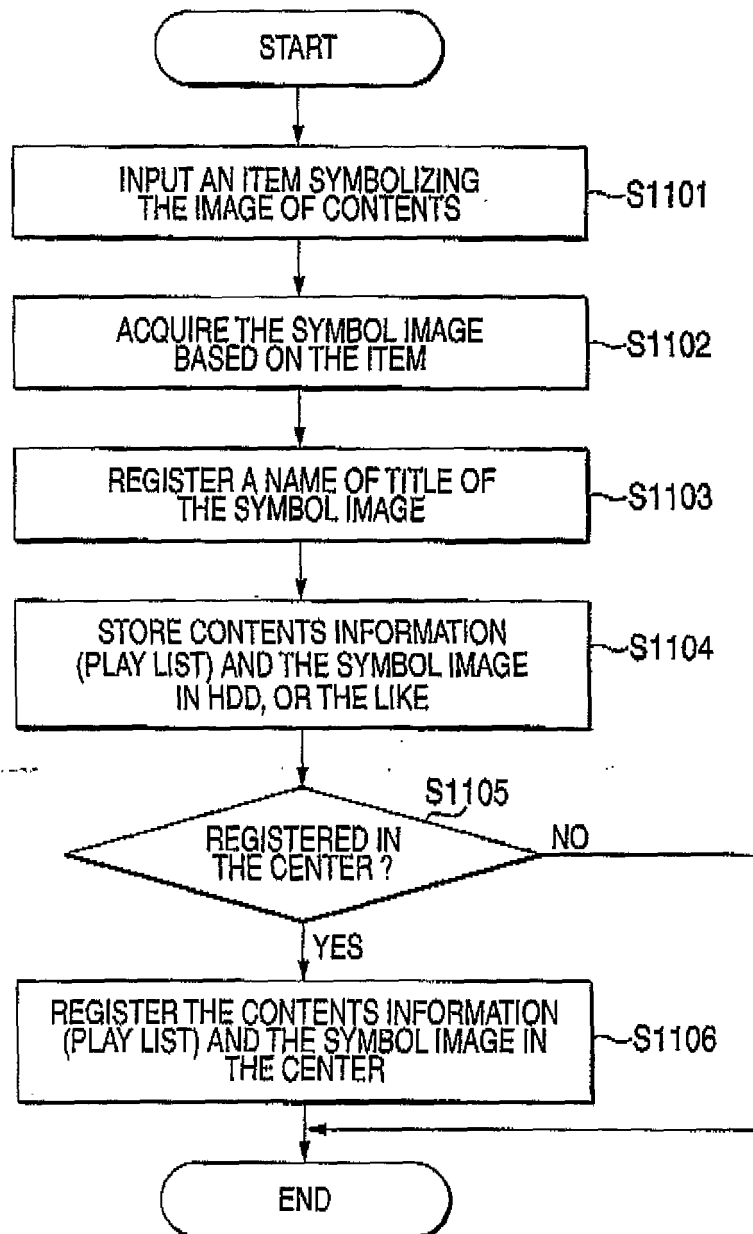 START
INPUT AN ITEM SYMBOLIZING
THE IMAGE OF CONTENTS
S1101
ACQUIRE THE SYMBOL IMAGE
BASED ON THE ITEM
S1102
REGISTER A NAME OF TITLE OF
THE SYMBOL IMAGE
S1103
STORE CONTENTS INFORMATION
(PLAY LIST) AND THE SYMBOL IMAGE
IN HDD, OR THE LIKE
S1104
S1105
REGISTERED IN
THE CENTER ?
NO
YES
REGISTER THE CONTENTS INFORMATION
(PLAY LIST) AND THE SYMBOL IMAGE IN
THE CENTER
S1106
END